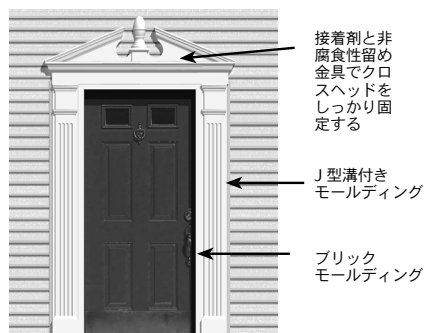 接着剤と非
腐食性留め
金具でクロ
スヘッドを
しっかり固
定する
J 型溝付き
モールディング
ブリック
モールディング